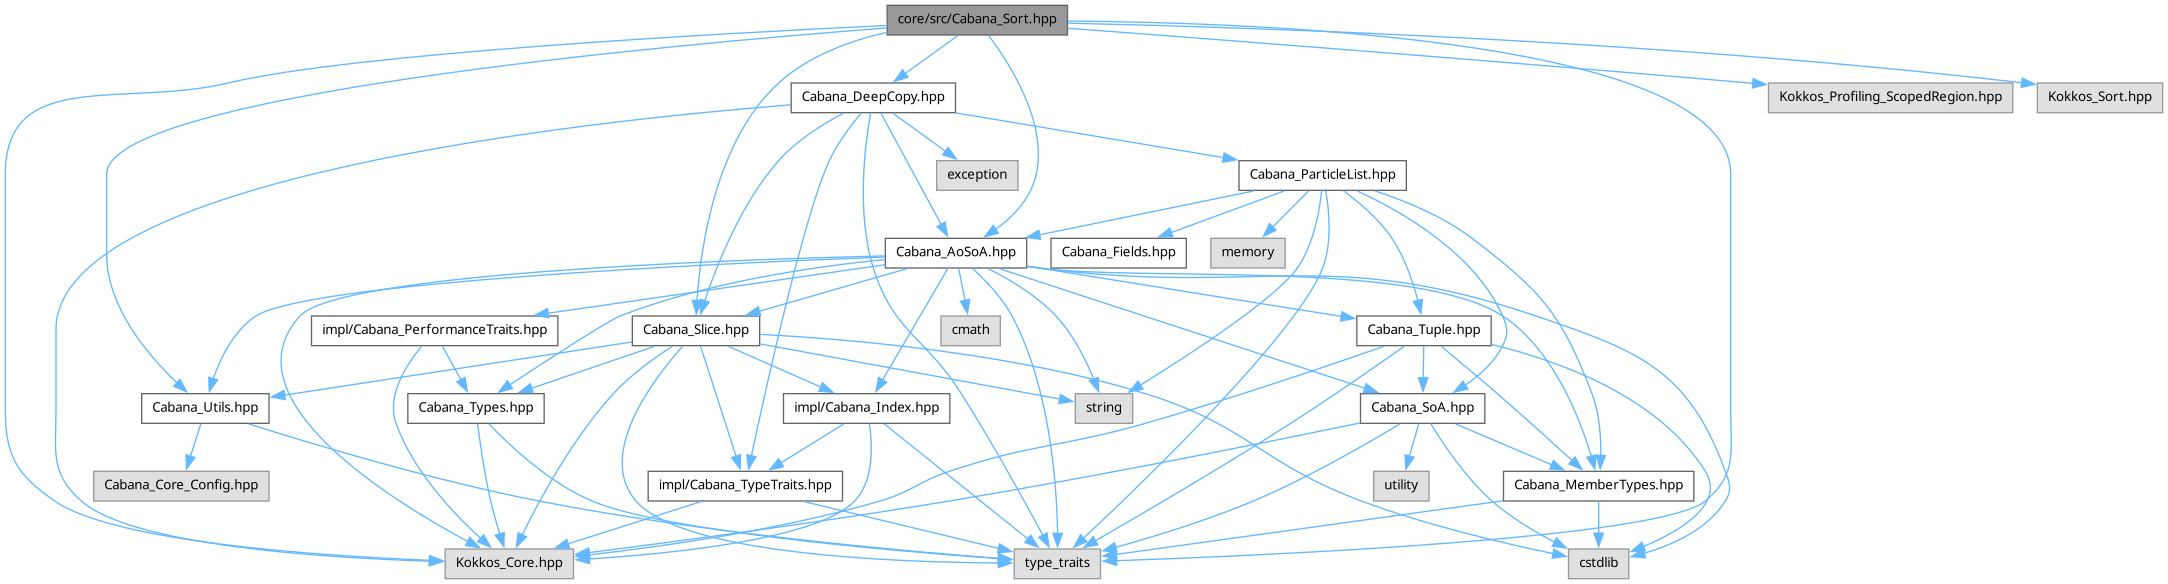 core/src/Cabana_Sort.hpp
Cabana_DeepCopy.hpp
Kokkos_Profiling_ScopedRegion.hpp
Kokkos_Sort.hpp
exception
Cabana_ParticleList.hpp
Cabana_AoSoA.hpp
Cabana_Fields.hpp
memory
impl/Cabana_PerformanceTraits.hpp
Cabana_Slice.hpp
cmath
Cabana_Tuple.hpp
Cabana_Utils.hpp
Cabana_Types.hpp
impl/Cabana_Index.hpp
string
Cabana_SoA.hpp
Cabana_Core_Config.hpp
impl/Cabana_TypeTraits.hpp
utility
Cabana_MemberTypes.hpp
Kokkos_Core.hpp
type_traits
cstdlib